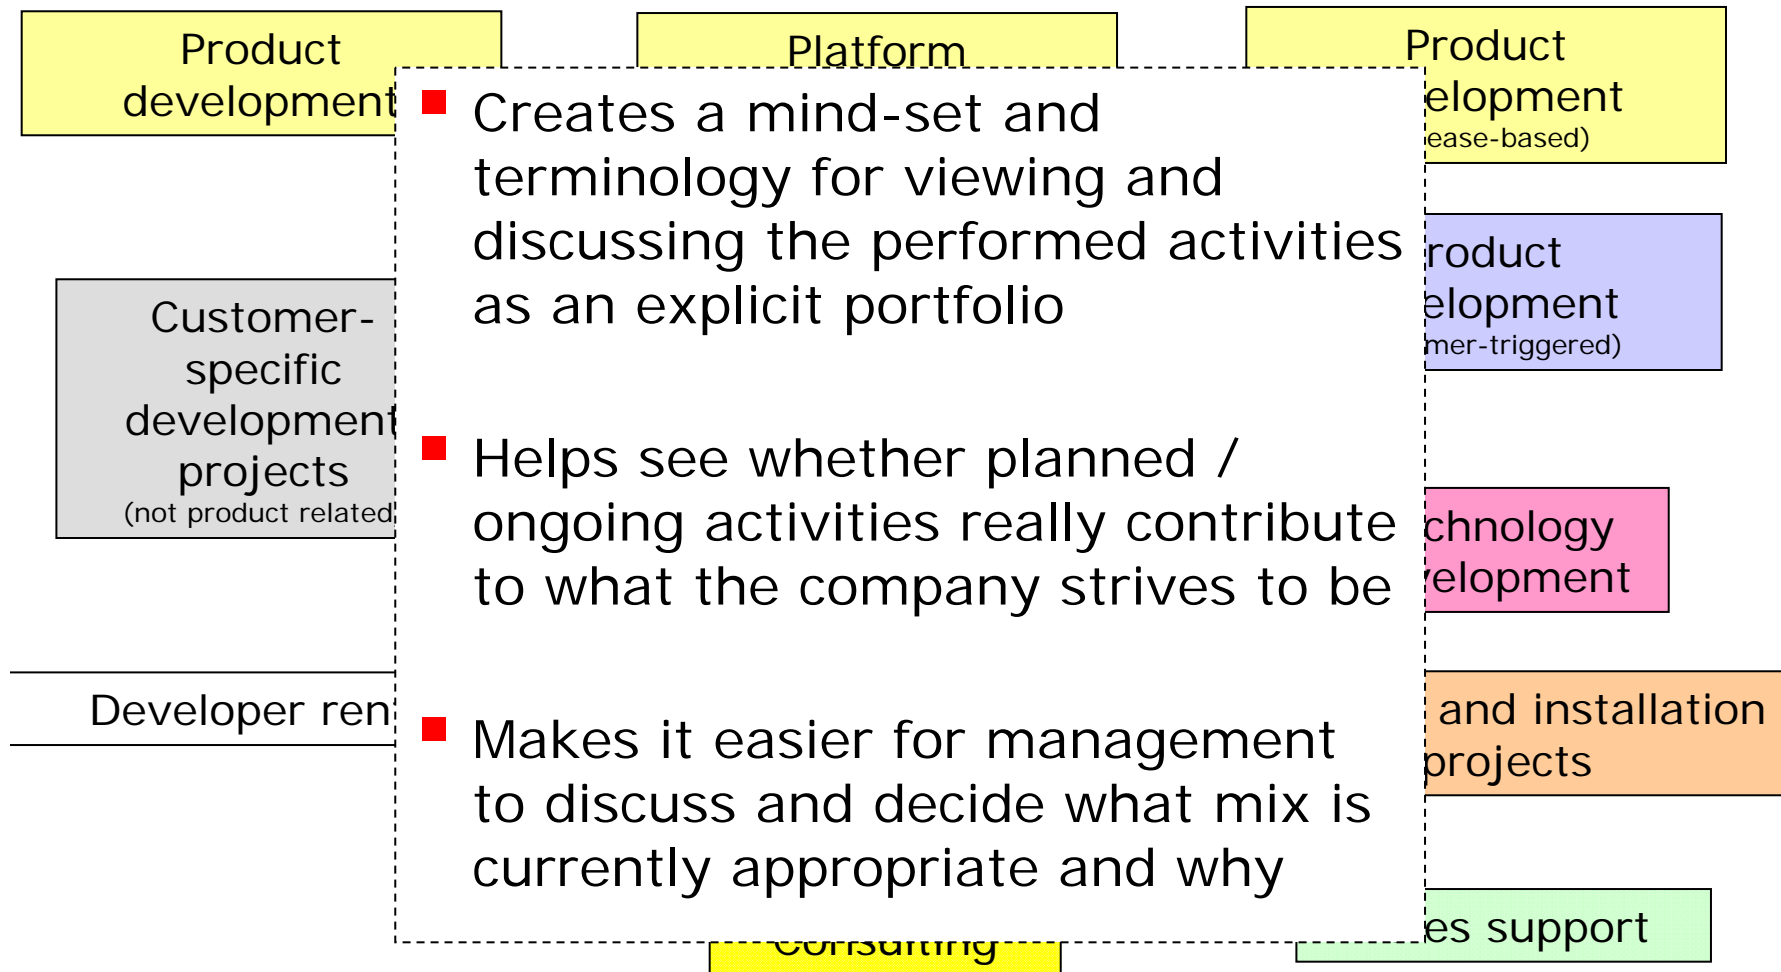 Product
development
Platform
Product
elopment
ease-based)
Creates a mind-set and
terminology for viewing and
discussing the performed activities
as an explicit portfolio
roduct
elopment
mer-triggered)
Customer-
specific
development
projects
(not product related
Helps see whether planned /
ongoing activities really contribute
to what the company strives to be
chnology
velopment
Developer ren
Makes it easier for management
to discuss and decide what mix is
currently appropriate and why
and installation
projects
Consulting
es support